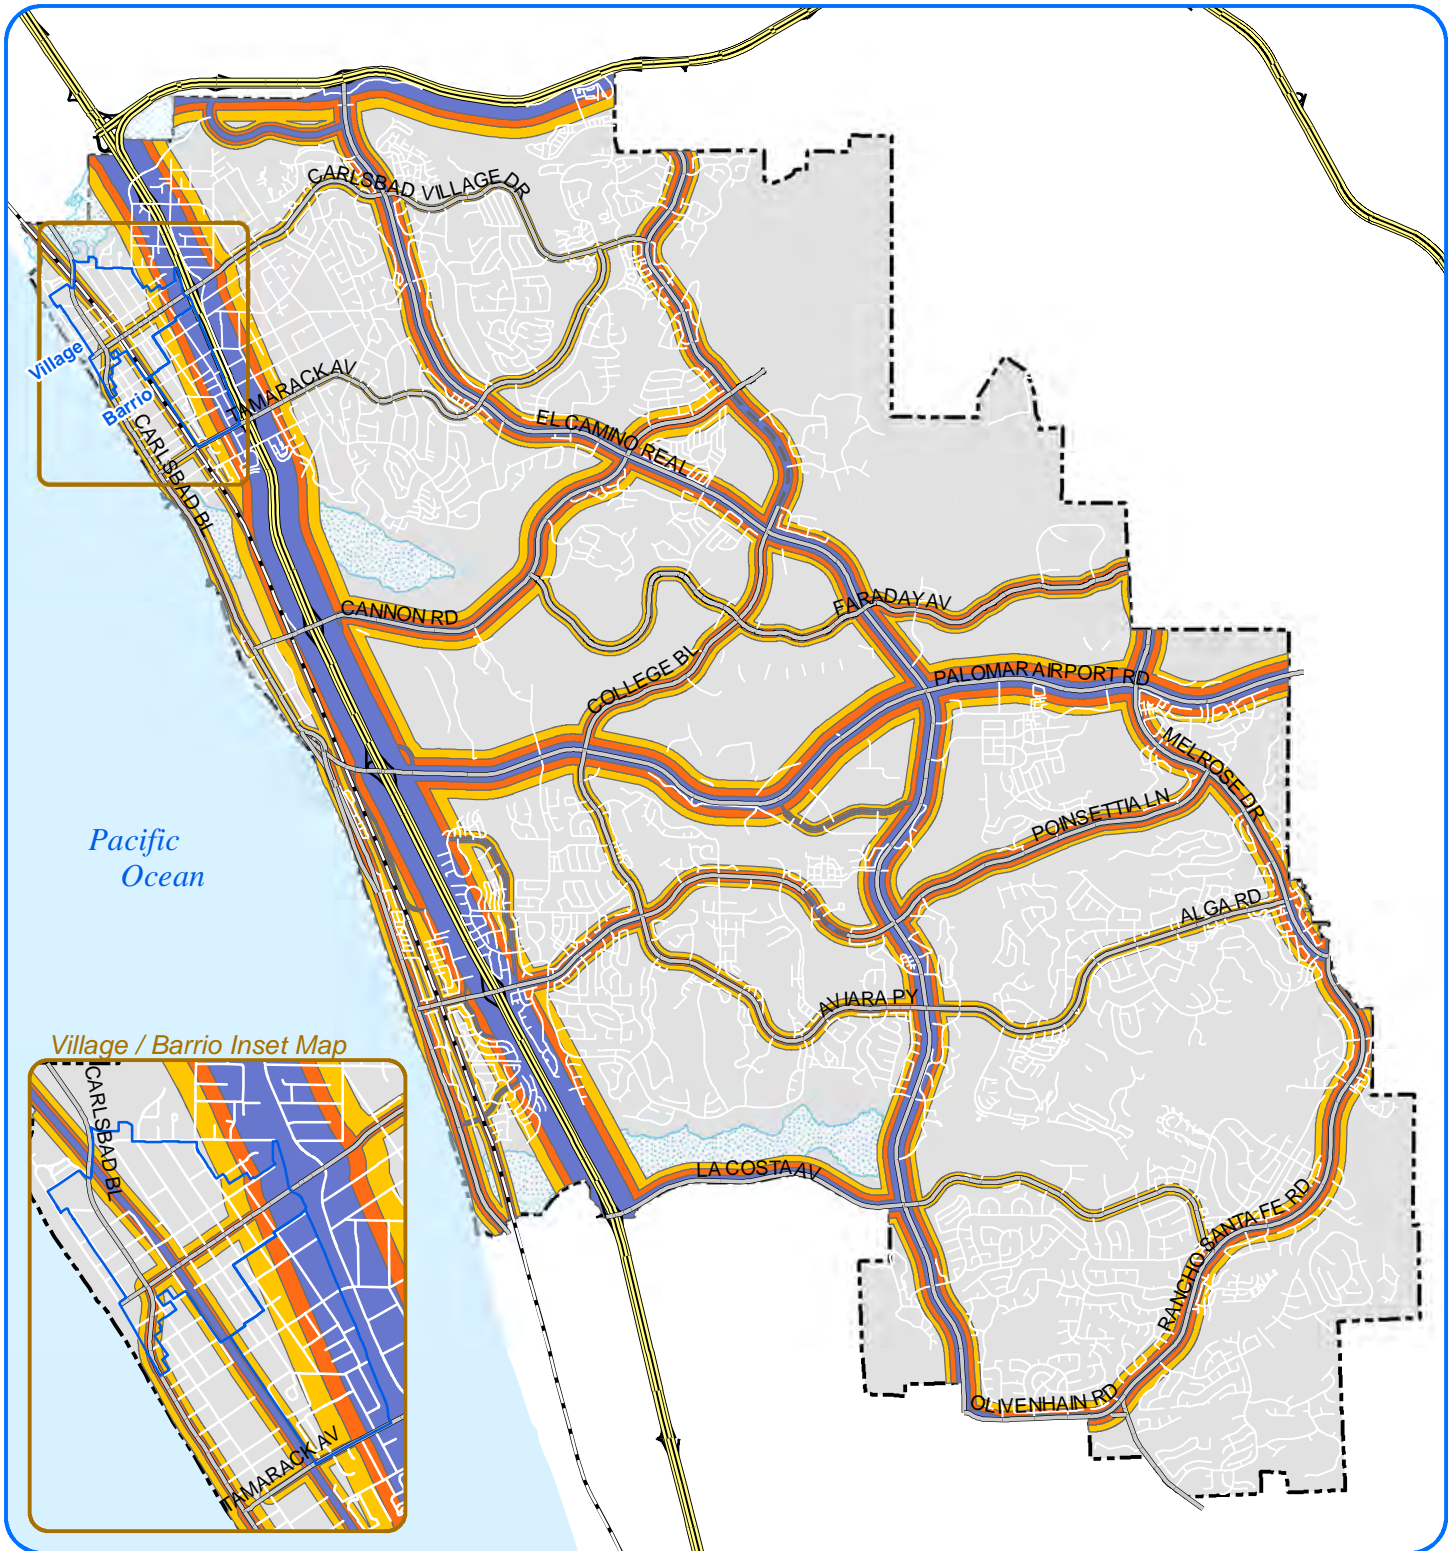 CARLSBAD VILLAGE DR
Village
TAMARACK AV
Barrio
CARLSBAD BL
EL CAMINO REAL
CANNON RD
FARADAY AV
COLLEGE BL
PALOMAR AIRPORT RD
MELROSE DR
POINSETTIA LN
Pacific
Ocean
ALGA RD
AVIARA PY
LA COSTA AV
RANCHO SANTA FE RD
OLIVENHAIN RD
Village / Barrio Inset Map
CARLSBAD BL
TAMARACK AV